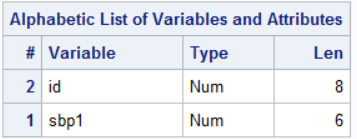 Alphabetic List of Variables and Attributes
# Variable Type Len
2 id Num 8
1 sbp1 Num 6